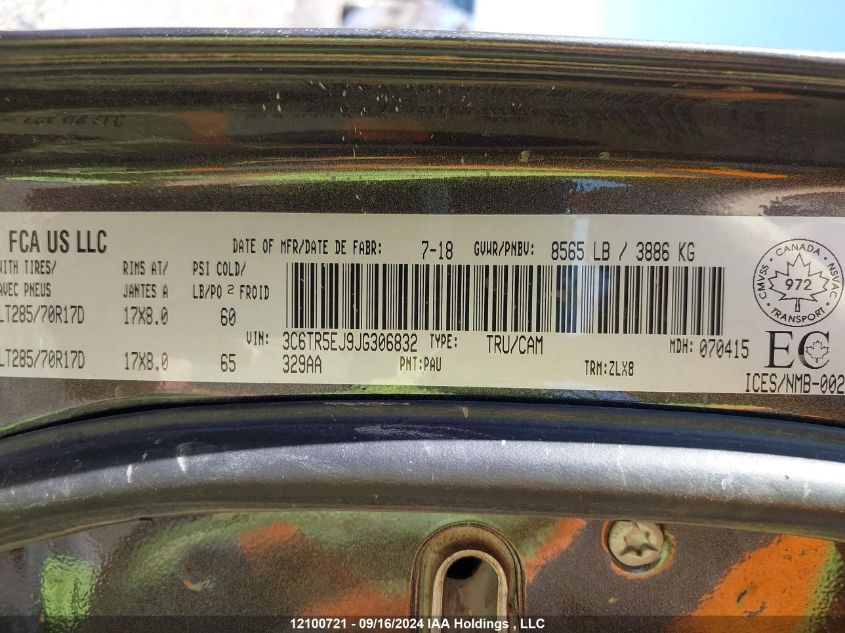 FCA US LLC
DATE OF MFR/DATE DE FABR: 7-18 GVWR/PNBV: 8565 LB / 3886 KG
WITH TIRES/ RIMS AT/ PSI COLD/
AVEC PNEUS JANTES A LB/PO 2 FROID
LT285/70R17D 17X8.0 60
VIN: 3C6TR5EJ9JG306832 TYPE: TRU/CAM MDH: 070415
LT285/70R17D 17X8.0 65 329AA PNT:PAU TRM:ZLX8
CANADA
CMVSS 972 NSVAC
TRANSPORT
EC
ICES/NMB-002
12100721 - 09/16/2024 IAA Holdings , LLC